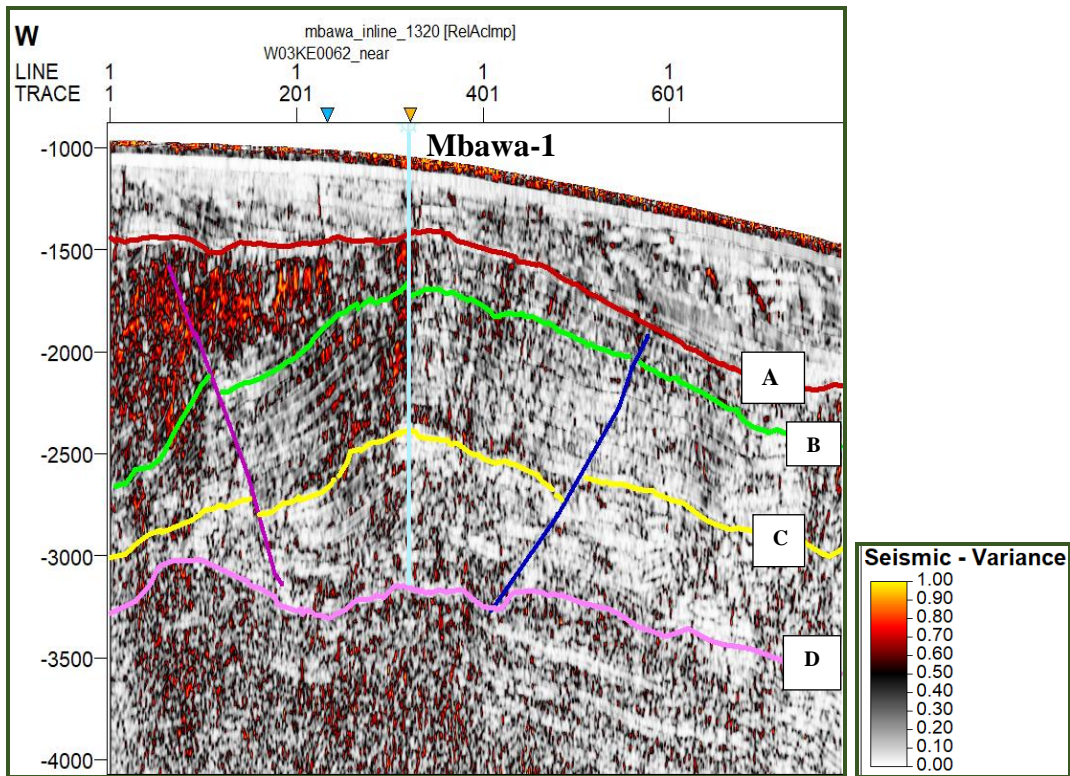 W
mbawa_inline_1320 [RelAcImp]
W03KE0062_near
LINE 1 1 1 1
TRACE 1 201 401 601
Mbawa-1
-1000
-1500
-2000
-2500
-3000
-3500
-4000
A
B
C
D
Seismic - Variance
1.00
0.90
0.80
0.70
0.60
0.50
0.40
0.30
0.20
0.10
0.00